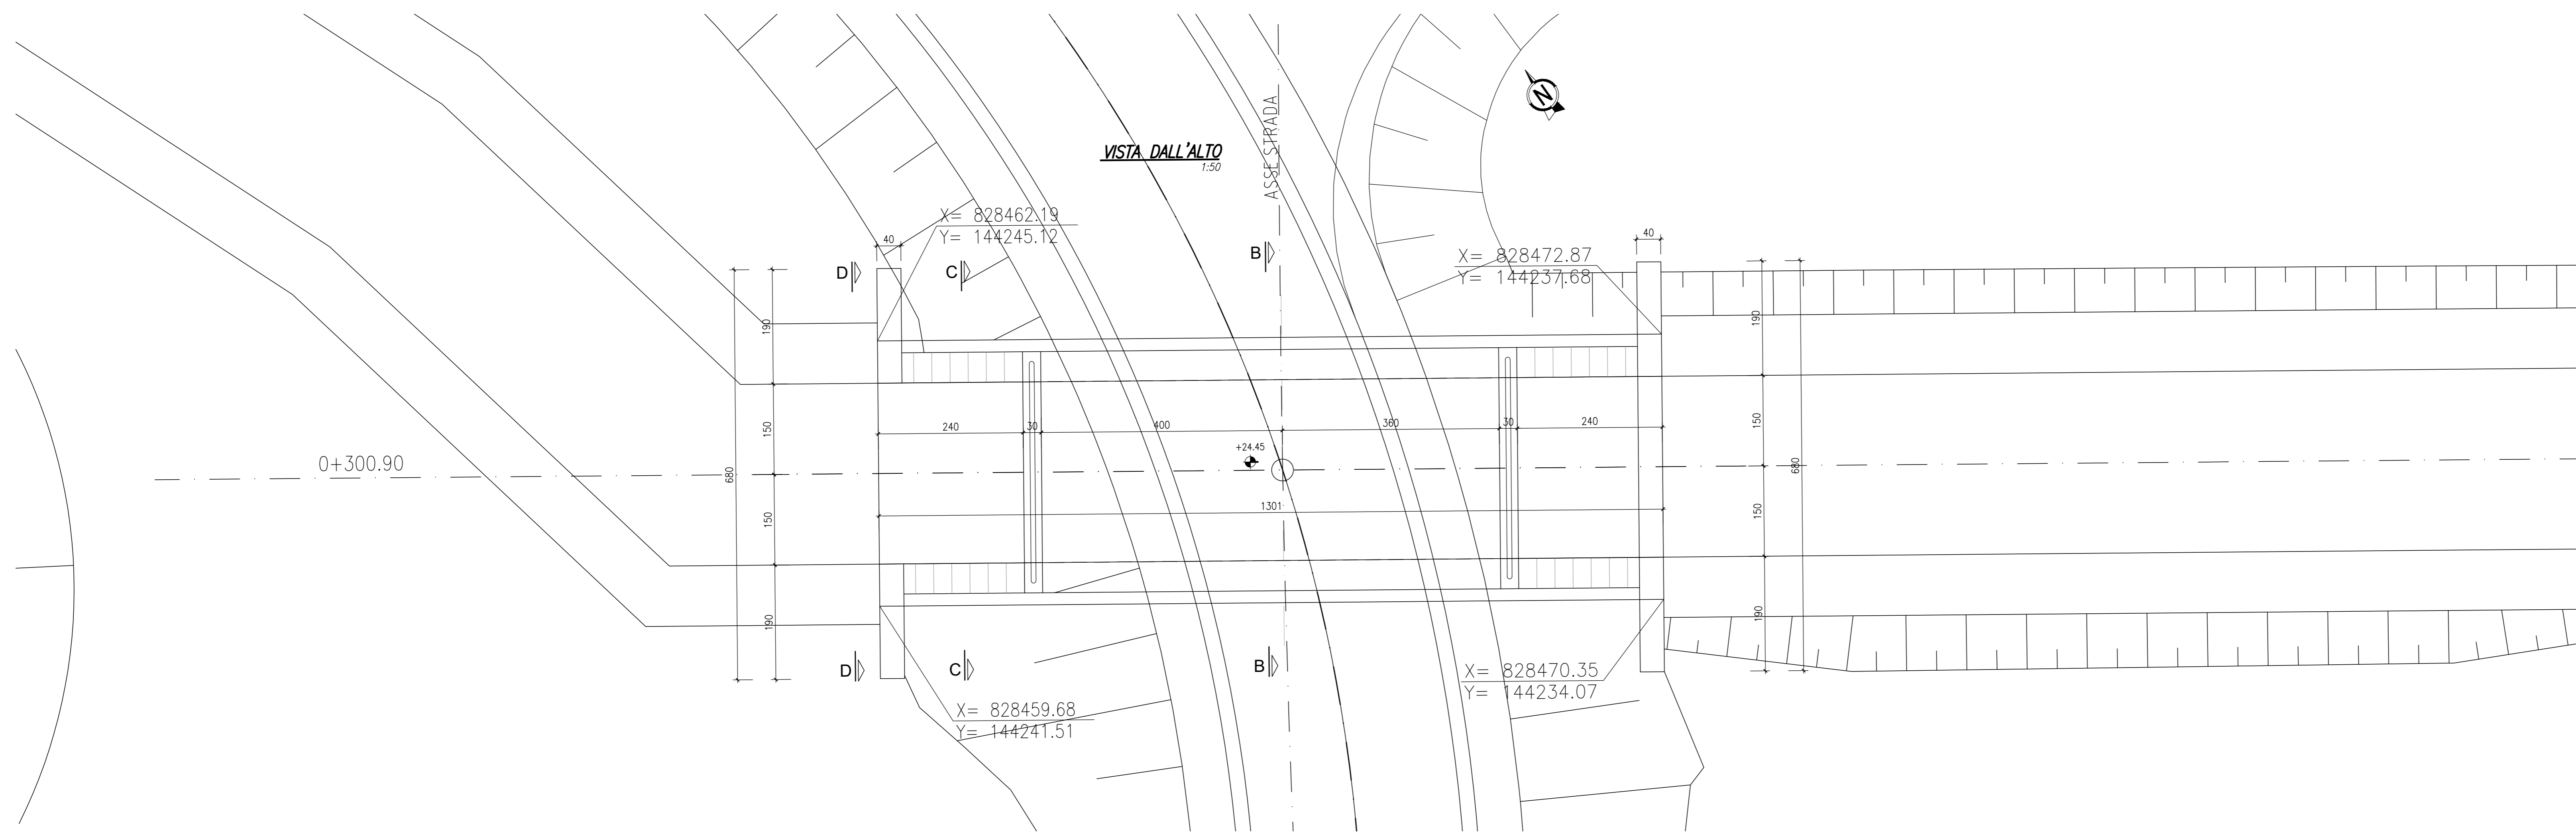 N
ASSE STRADA
VISTA DALL'ALTO
1:50
X= 828462.19
Y= 144245.12
40
D
C
B
X= 828472.87
Y= 144237.68
40
190
190
150
240
30
400
360
30
240
150
+24.45
0+300.90
680
680
1301
150
150
190
190
D
C
B
X= 828470.35
Y= 144234.07
X= 828459.68
Y= 144241.51